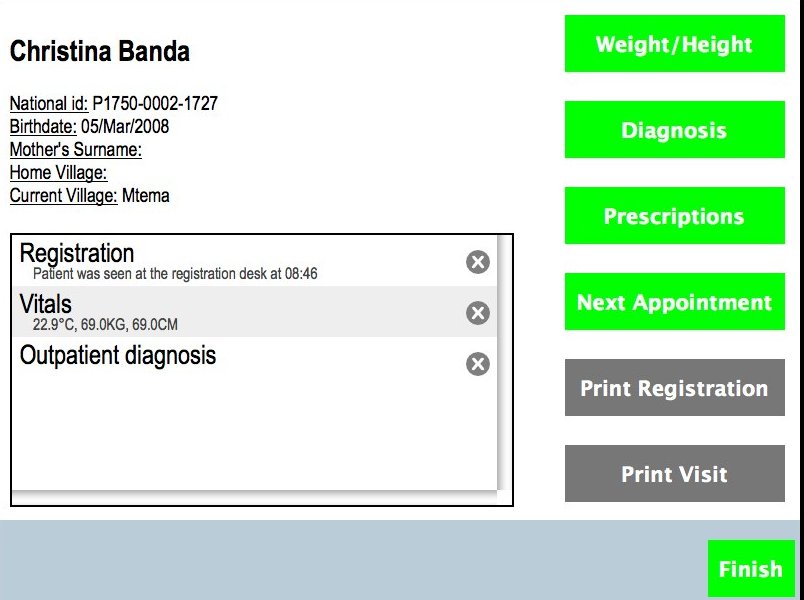 Christina Banda
National id: P1750-0002-1727
Birthdate: 05/Mar/2008
Mother's Surname:
Home Village:
Current Village: Mtema
Registration
Patient was seen at the registration desk at 08:46
Vitals
22.9°C, 69.0KG, 69.0CM
Outpatient diagnosis
Weight/Height
Diagnosis
Prescriptions
Next Appointment
Print Registration
Print Visit
Finish